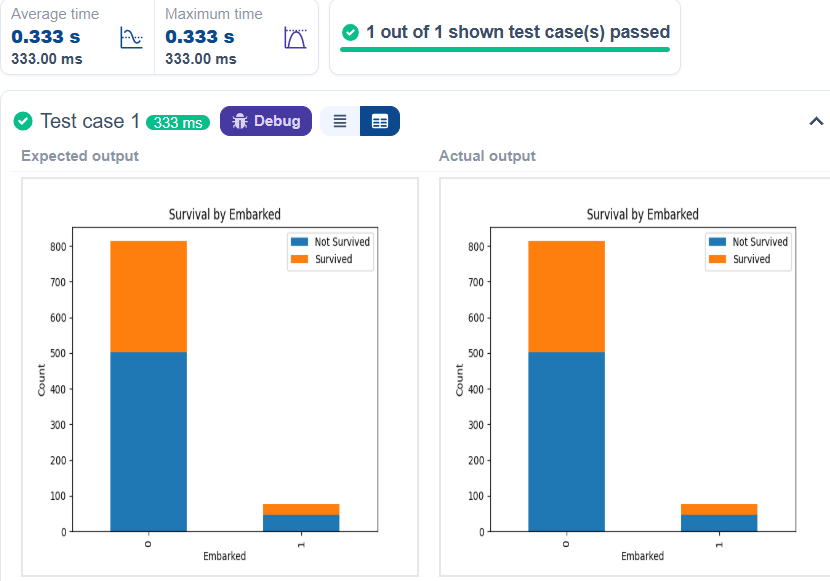 Average time
0.333 s
333.00 ms
Maximum time
0.333 s
333.00 ms
1 out of 1 shown test case(s) passed
Test case 1 333 ms Debug
Expected output
Survival by Embarked
Not Survived
Survived
800
700
600
500
400
300
200
100
0
Count
0 1
Embarked
Actual output
Survival by Embarked
Not Survived
Survived
800
700
600
500
400
300
200
100
0
Count
0 1
Embarked